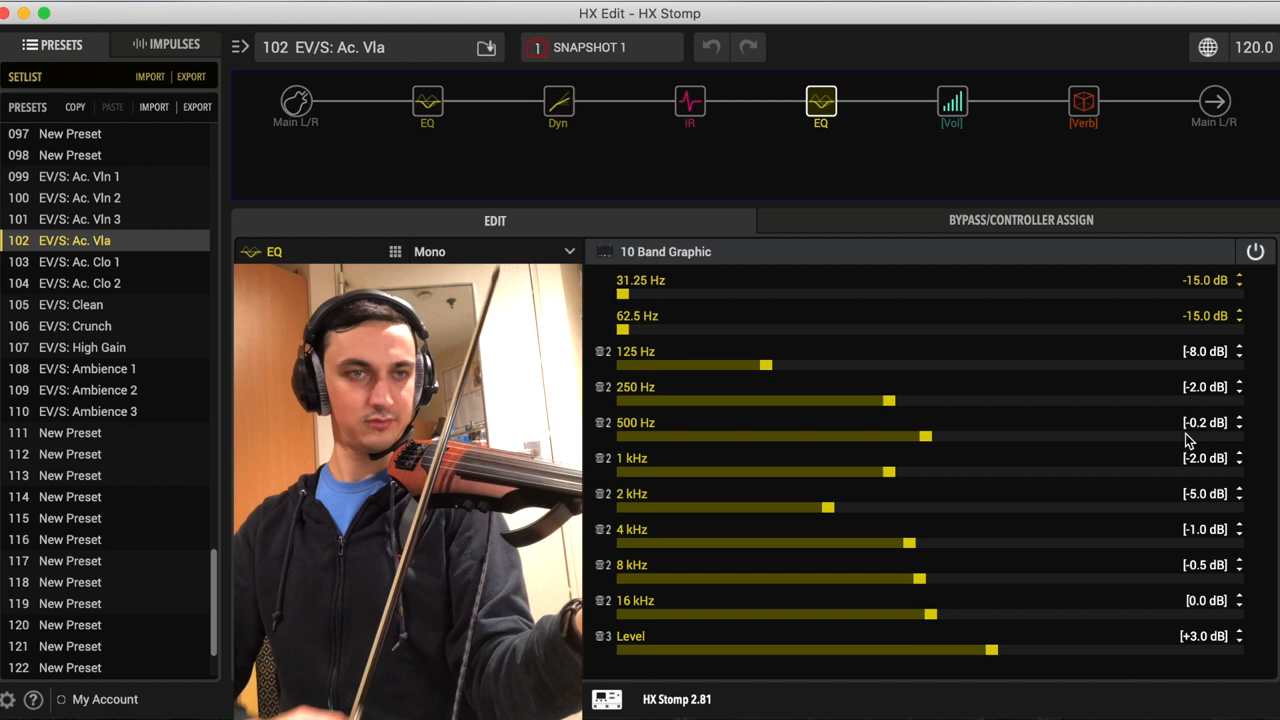 HX Edit - HX Stomp
PRESETS
IMPULSES
102 EV/S: Ac. Vla
1 SNAPSHOT 1
120.0
SETLIST IMPORT | EXPORT
PRESETS COPY PASTE IMPORT | EXPORT
097 New Preset
098 New Preset
099 EV/S: Ac. Vln 1
100 EV/S: Ac. Vln 2
101 EV/S: Ac. Vln 3
102 EV/S: Ac. Vla
103 EV/S: Ac. Clo 1
104 EV/S: Ac. Clo 2
105 EV/S: Clean
106 EV/S: Crunch
107 EV/S: High Gain
108 EV/S: Ambience 1
109 EV/S: Ambience 2
110 EV/S: Ambience 3
111 New Preset
112 New Preset
113 New Preset
114 New Preset
115 New Preset
116 New Preset
117 New Preset
118 New Preset
119 New Preset
120 New Preset
121 New Preset
122 New Preset
? My Account
Main L/R EQ Dyn IR EQ [Vol] [Verb] Main L/R
EDIT
BYPASS/CONTROLLER ASSIGN
EQ Mono
10 Band Graphic
31.25 Hz -15.0 dB
62.5 Hz -15.0 dB
2 125 Hz [-8.0 dB]
2 250 Hz [-2.0 dB]
2 500 Hz [-0.2 dB]
2 1 kHz [-2.0 dB]
2 2 kHz [-5.0 dB]
2 4 kHz [-1.0 dB]
2 8 kHz [-0.5 dB]
2 16 kHz [0.0 dB]
3 Level [+3.0 dB]
HX Stomp 2.81